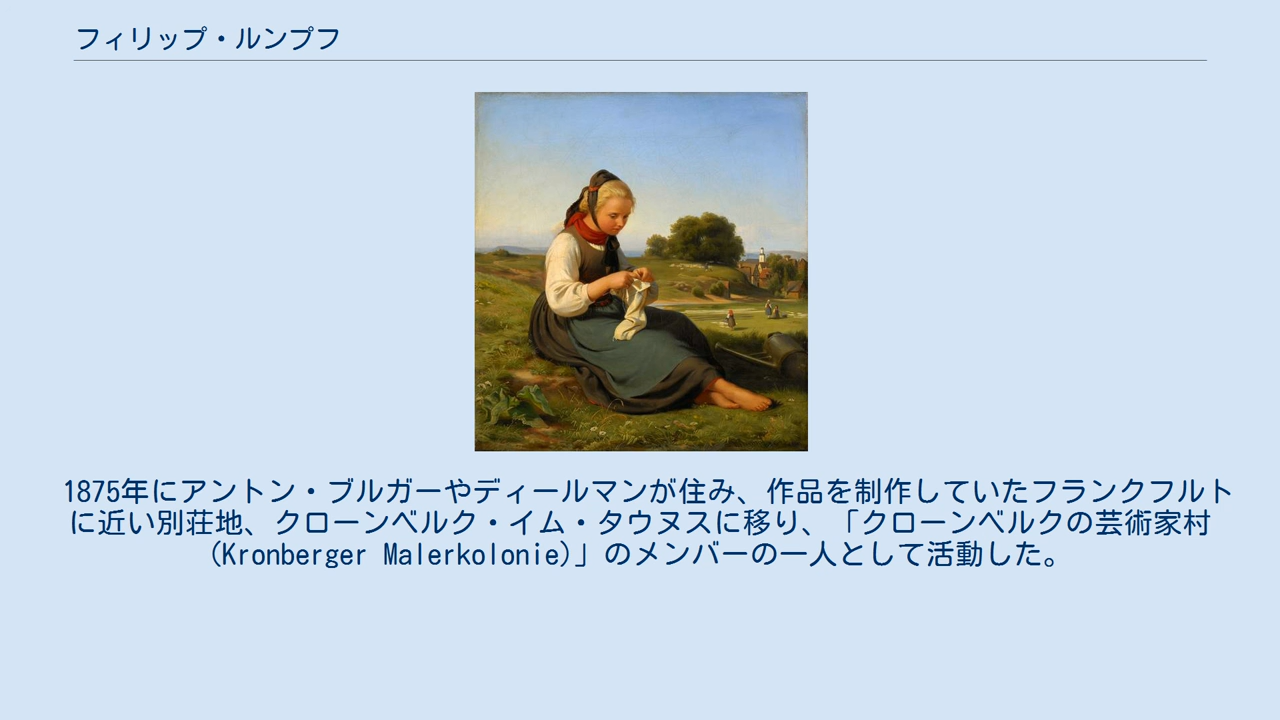 フィリップ・ルンプフ
1875年にアントン・ブルガーやディールマンが住み、作品を制作していたフランクフルト
に近い別荘地、クローンベルク・イム・タウヌスに移り、「クローンベルクの芸術家村
(Kronberger Malerkolonie)」のメンバーの一人として活動した。